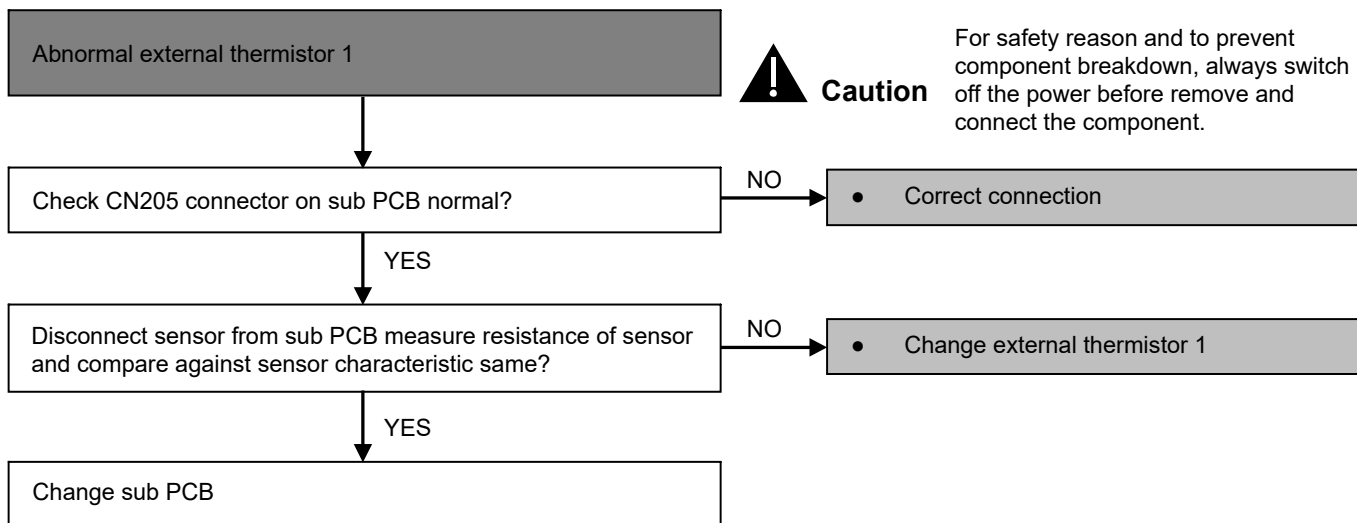 Abnormal external thermistor 1
Caution
For safety reason and to prevent
component breakdown, always switch
off the power before remove and
connect the component.
Check CN205 connector on sub PCB normal?
NO
● Correct connection
YES
Disconnect sensor from sub PCB measure resistance of sensor
and compare against sensor characteristic same?
NO
● Change external thermistor 1
YES
Change sub PCB